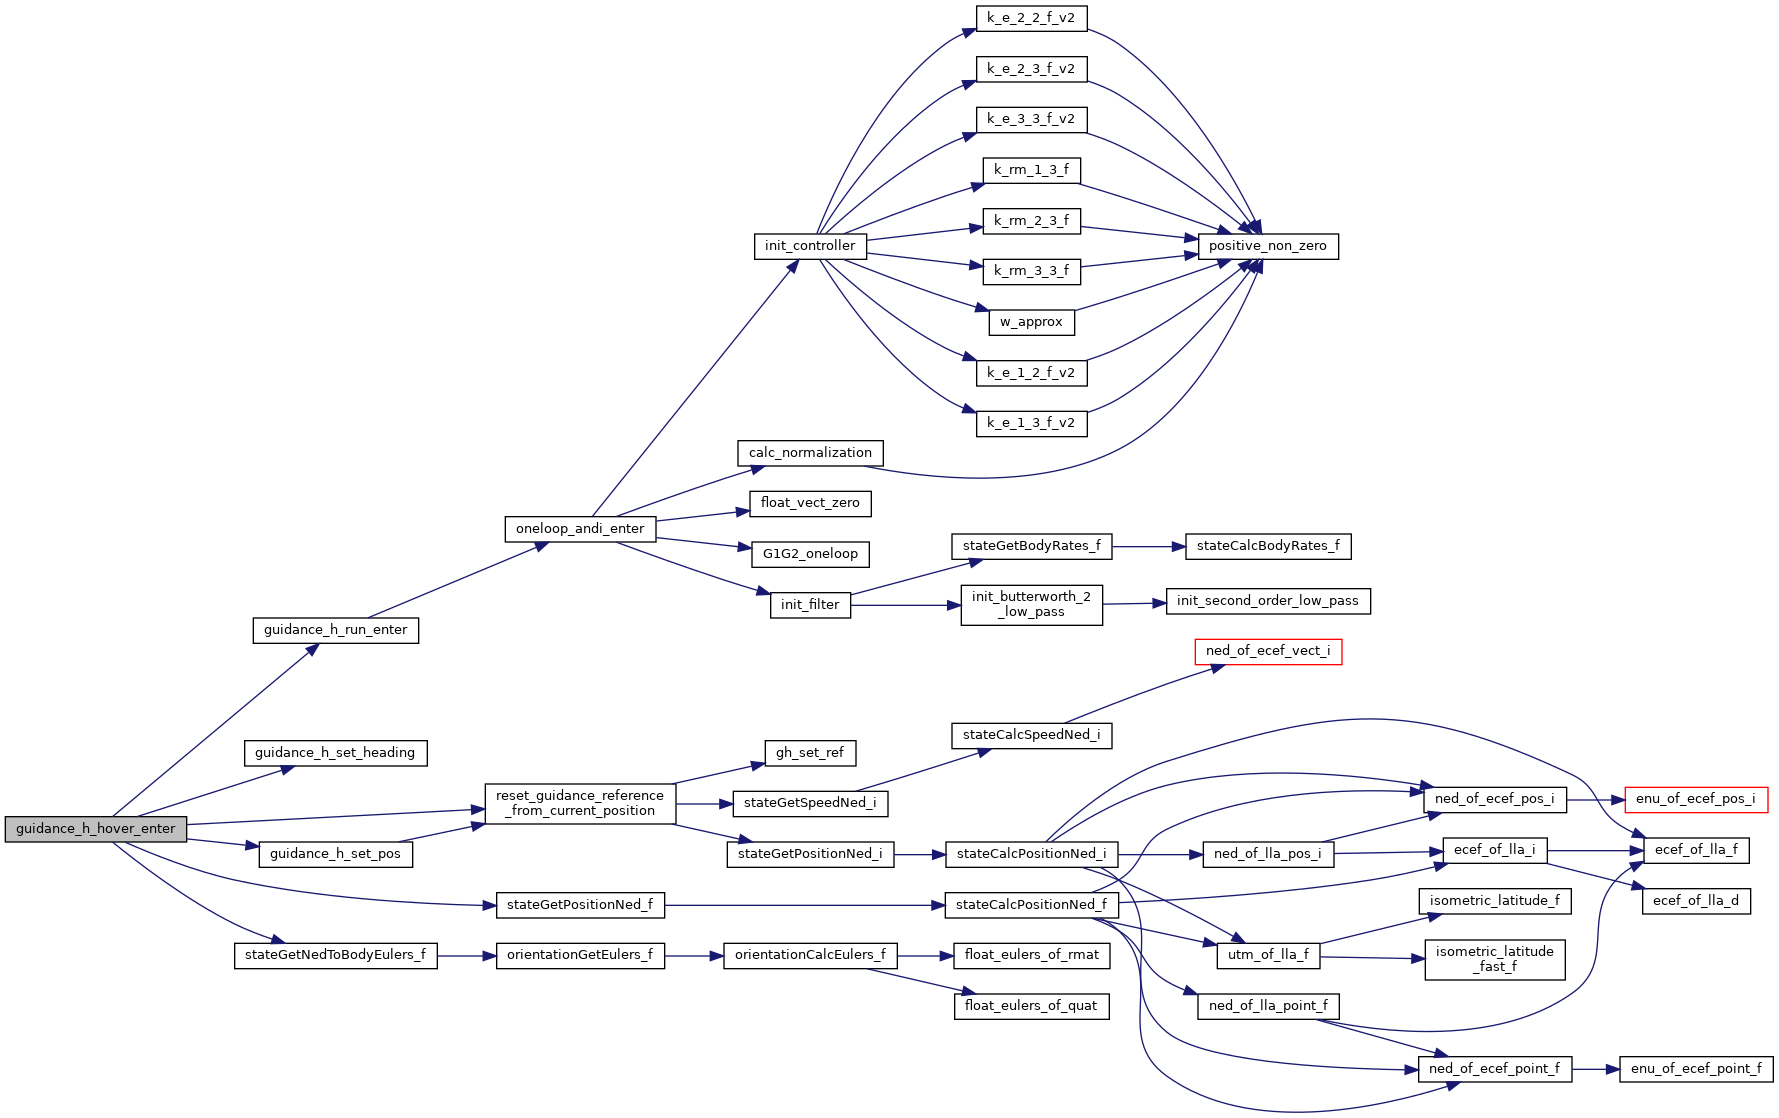 k_e_2_2_f_v2
k_e_2_3_f_v2
k_e_3_3_f_v2
k_rm_1_3_f
k_rm_2_3_f
init_controller
positive_non_zero
k_rm_3_3_f
w_approx
k_e_1_2_f_v2
k_e_1_3_f_v2
calc_normalization
float_vect_zero
oneloop_andi_enter
G1G2_oneloop
stateGetBodyRates_f
stateCalcBodyRates_f
init_filter
init_butterworth_2
_low_pass
init_second_order_low_pass
guidance_h_run_enter
ned_of_ecef_vect_i
stateCalcSpeedNed_i
guidance_h_set_heading
gh_set_ref
reset_guidance_reference
_from_current_position
stateGetSpeedNed_i
ned_of_ecef_pos_i
enu_of_ecef_pos_i
guidance_h_hover_enter
guidance_h_set_pos
stateGetPositionNed_i
stateCalcPositionNed_i
ned_of_lla_pos_i
ecef_of_lla_i
ecef_of_lla_f
stateGetPositionNed_f
stateCalcPositionNed_f
isometric_latitude_f
ecef_of_lla_d
stateGetNedToBodyEulers_f
orientationGetEulers_f
orientationCalcEulers_f
float_eulers_of_rmat
utm_of_lla_f
isometric_latitude
_fast_f
float_eulers_of_quat
ned_of_lla_point_f
ned_of_ecef_point_f
enu_of_ecef_point_f